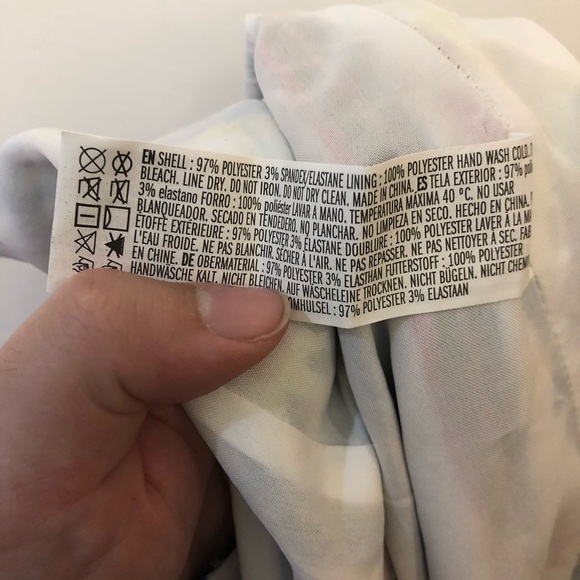 EN SHELL : 97% POLYESTER 3% SPANDEX/ELASTANE LINING : 100% POLYESTER HAND WASH COLD.
BLEACH. LINE DRY. DO NOT IRON. DO NOT DRY CLEAN. MADE IN CHINA. ES TELA EXTERIOR : 97%
3% elastano FORRO : 100% poliéster LAVAR A MANO. TEMPERATURA MÁXIMA 40 °C. NO USAR
BLANQUEADOR. SECADO EN TENDEDERO. NO PLANCHAR. NO LIMPIEZA EN SECO. HECHO EN CHINA.
ÉTOFFE EXTÉRIEURE : 97% POLYESTER 3% ÉLASTANE DOUBLURE : 100% POLYESTER LAVER À LA MA
L'EAU FROIDE. NE PAS BLANCHIR. SÉCHER À L'AIR. NE PAS REPASSER. NE PAS NETTOYER À SEC. FAB
EN CHINE. DE OBERMATERIAL : 97% POLYESTER 3% ELASTHAN FUTTERSTOFF : 100% POLYESTER
HANDWÄSCHE KALT. NICHT BLEICHEN. AUF WÄSCHELEINE TROCKNEN. NICHT BÜGELN. NICHT CHEM
OMHULSEL : 97% POLYESTER 3% ELASTAAN